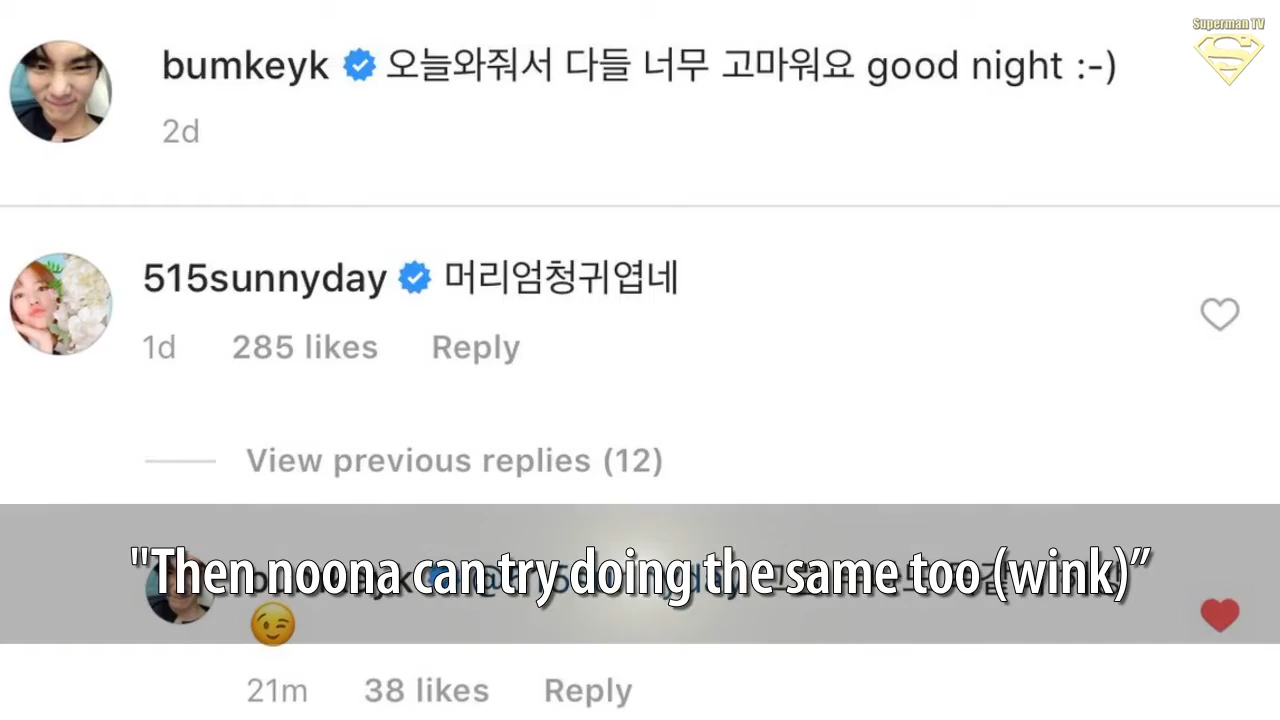 Superman TV
bumkeyk 오늘와줘서 다들 너무 고마워요 good night :-)
2d
515sunnyday 머리엄청귀엽네
1d 285 likes Reply
View previous replies (12)
"Then noona can try doing the same too (wink)”
21m 38 likes Reply